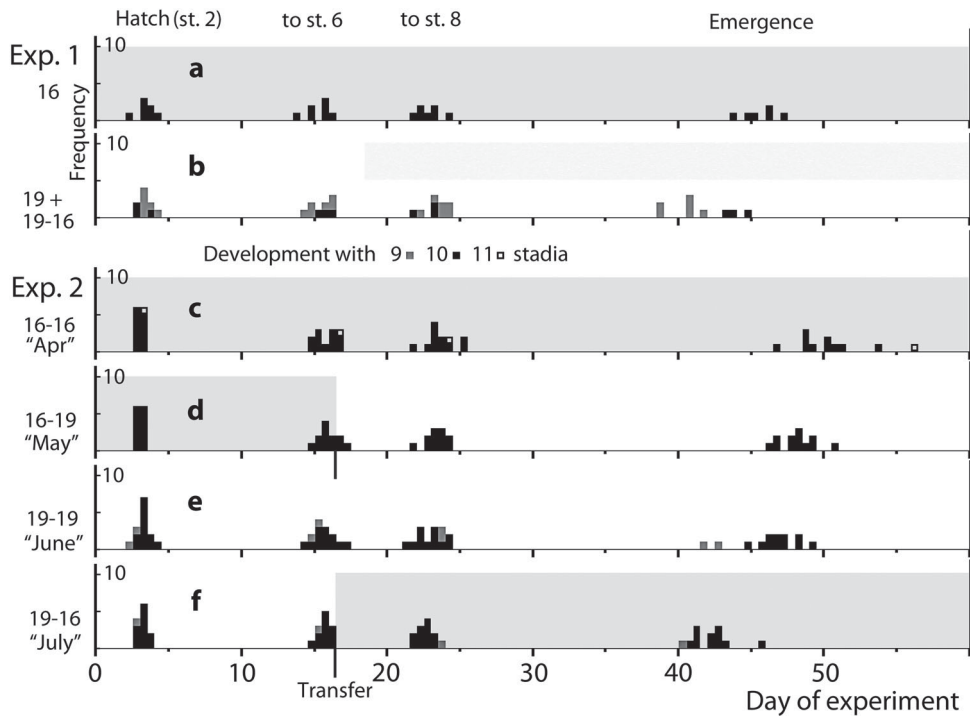 Hatch (st. 2) to st. 6 to st. 8 Emergence
Exp. 1
16
10
a
Frequency
10
b
19 +
19-16
Development with 9 10 11 stadia
Exp. 2
10
c
16-16
"Apr"
10
d
16-19
"May"
10
e
19-19
"June"
10
f
19-16
"July"
0 10 20 30 40 50
Transfer
Day of experiment